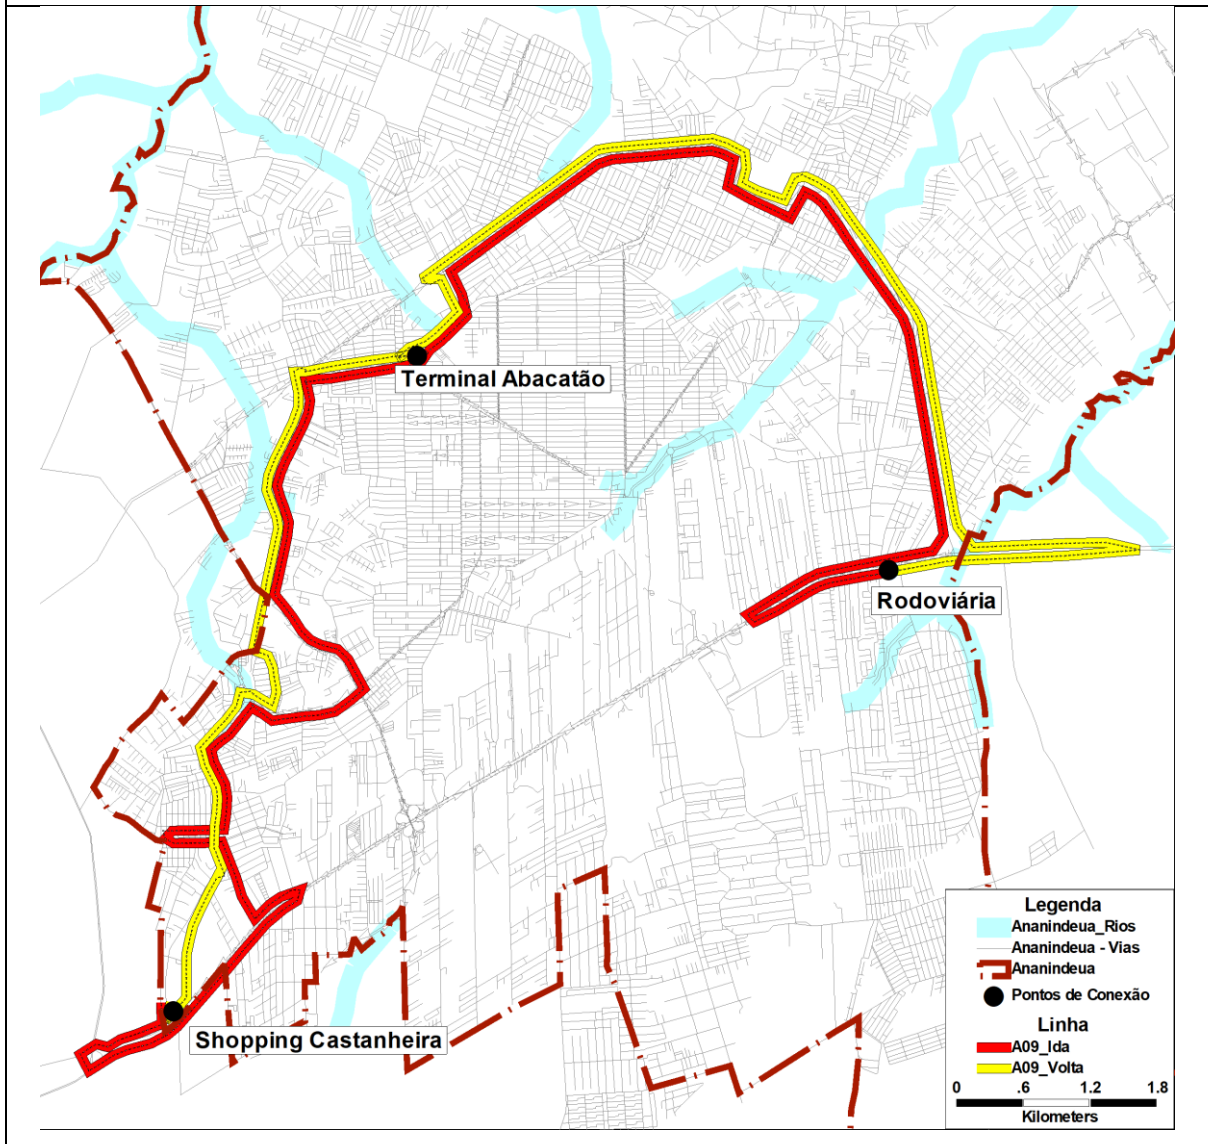 Terminal Abacatão
Rodoviária
Shopping Castanheira
Legenda
Ananindeua_Rios
Ananindeua - Vias
Ananindeua
Pontos de Conexão
Linha
A09_Ida
A09_Volta
0 .6 1.2 1.8
Kilometers